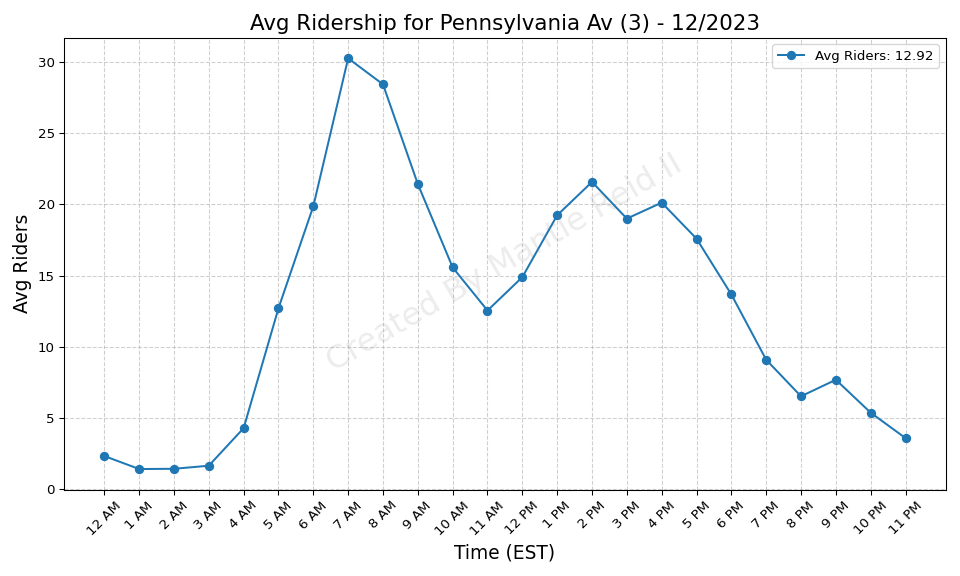 Avg Ridership for Pennsylvania Av (3) - 12/2023
Avg Riders: 12.92
Avg Riders
30
25
20
15
10
5
0
Created By Mantle Reid II
12 AM
1 AM
2 AM
3 AM
4 AM
5 AM
6 AM
7 AM
8 AM
9 AM
10 AM
11 AM
12 PM
1 PM
2 PM
3 PM
4 PM
5 PM
6 PM
7 PM
8 PM
9 PM
10 PM
11 PM
Time (EST)